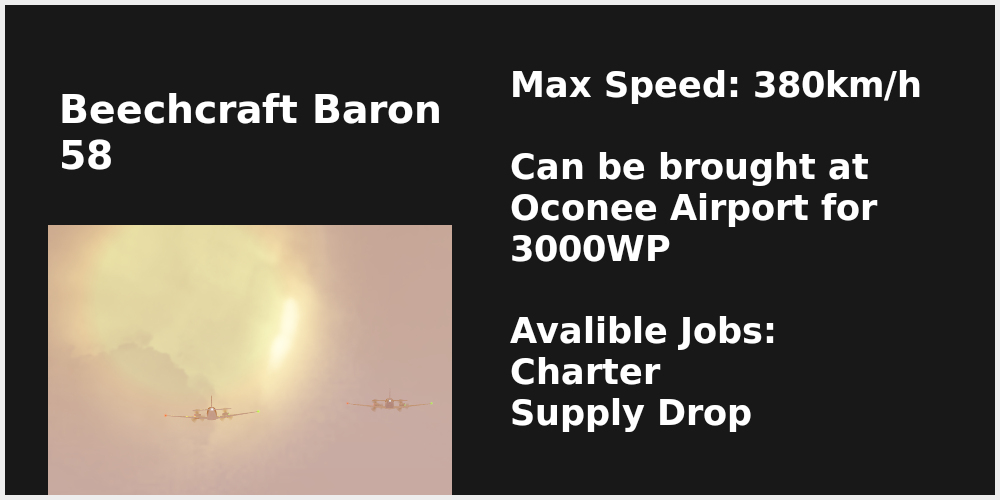 Beechcraft Baron
58
Max Speed: 380km/h
Can be brought at
Oconee Airport for
3000WP
Avalible Jobs:
Charter
Supply Drop